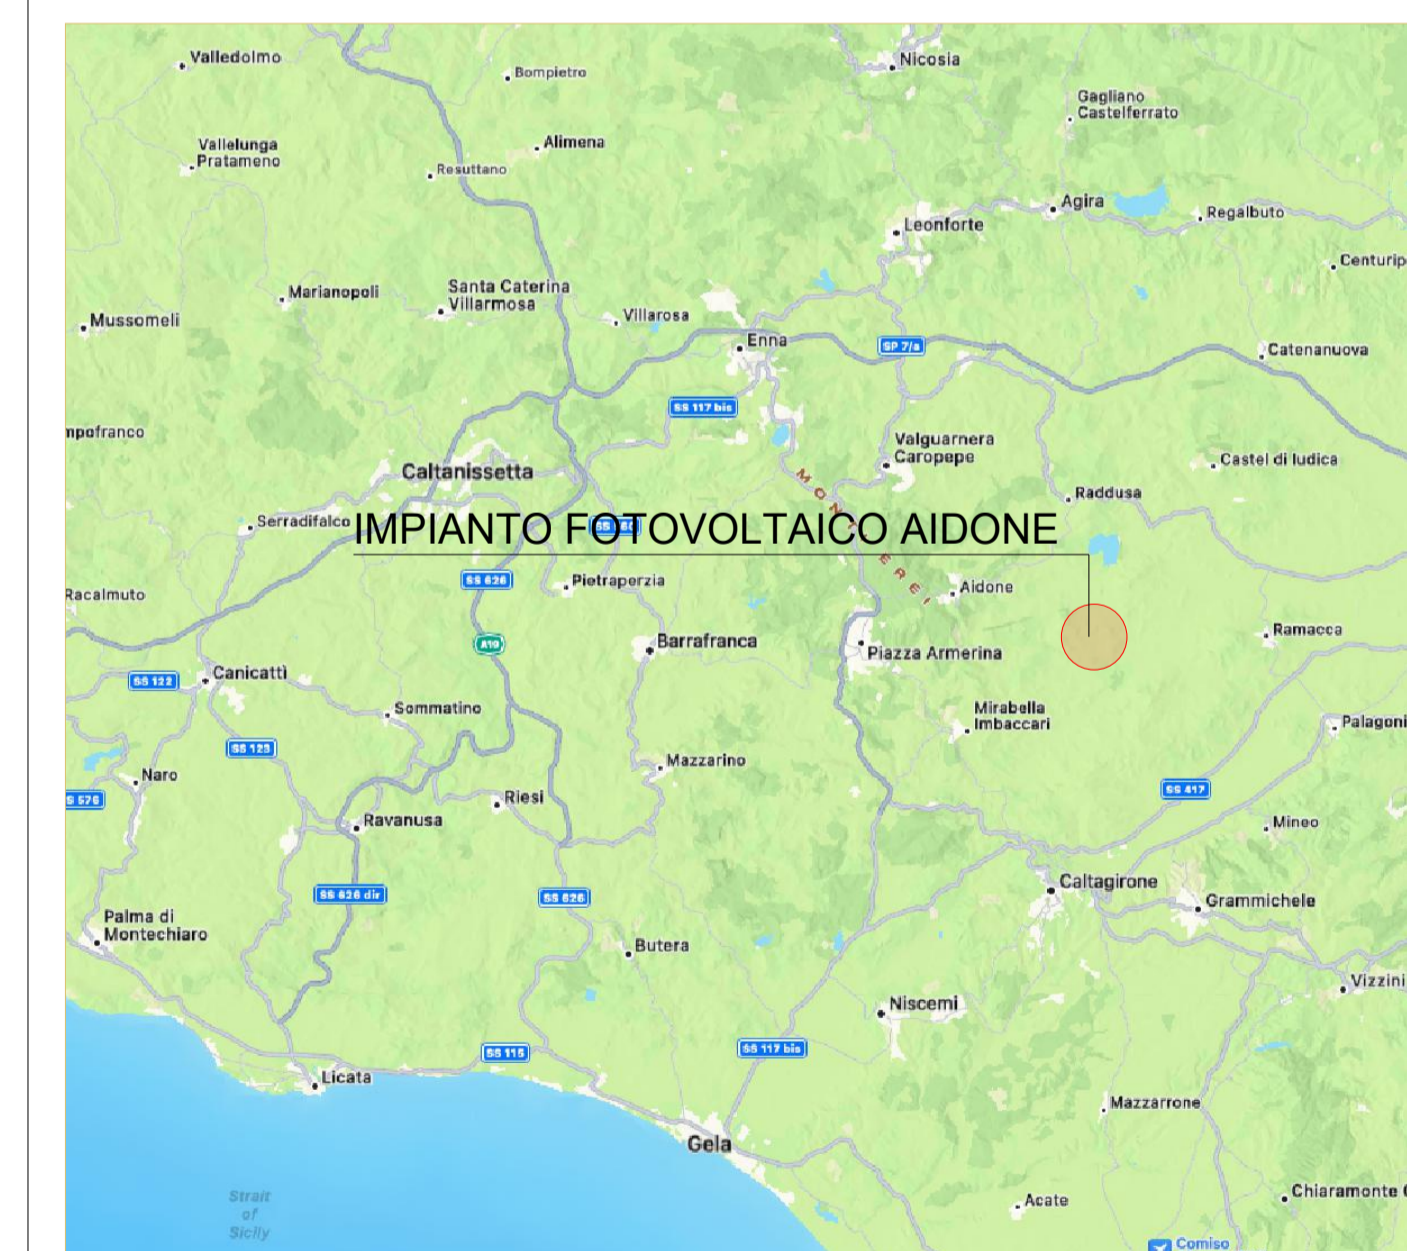 Valledolmo
Bompietro
Nicosia
Gagliano
Castelferrato
Vallelunga
Pratameno
Alimena
Resuttano
Agira
Regalbuto
Leonforte
Centurip
Marianopoli
Santa Caterina
Villarmosa
Mussomeli
Villarosa
Enna
SP 7/a
Catenanuova
SS 117 bis
mpofranco
Valguarnera
Caropepe
Castel di Iudica
Caltanissetta
Raddusa
Serradifalco
IMPIANTO FOTOVOLTAICO AIDONE
EREI
SS 626
Pietraperzia
Aidone
Racalmuto
Ramacca
A19
Barrafranca
Piazza Armerina
SS 122
Canicattì
Sommatino
Mirabella
Imbaccari
Palagoni
SS 123
Mazzarino
Naro
S 576
Riesi
SS 417
Ravanusa
Mineo
SS 626 dir
SS 626
Caltagirone
Grammichele
Palma di
Montechiaro
Butera
Vizzini
Niscemi
SS 115
SS 117 bis
Licata
Mazzarrone
Gela
Strait
of
Sicily
Acate
Chiaramonte
Comiso